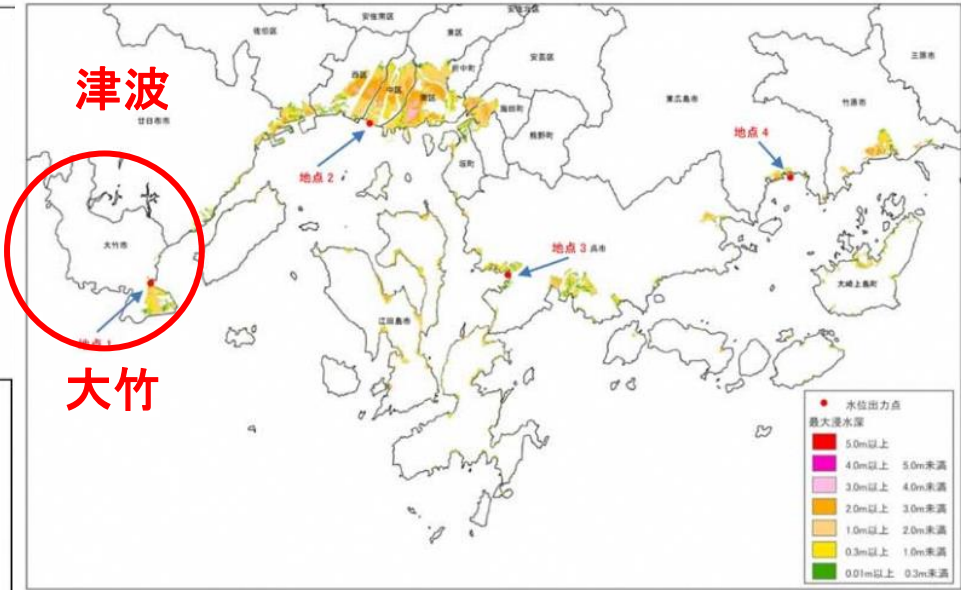 津波
大竹
安佐南区
安佐北区
佐伯区
東区
安芸区
三原市
西区
中区
府中町
南区
海田町
東広島市
竹原市
廿日市市
熊野町
坂町
地点 4
地点 2
大竹市
地点 3
呉市
大崎上島町
江田島市
地点 1
水位出力点
最大浸水深
5.0m以上
4.0m以上 5.0m未満
3.0m以上 4.0m未満
2.0m以上 3.0m未満
1.0m以上 2.0m未満
0.3m以上 1.0m未満
0.01m以上 0.3m未満